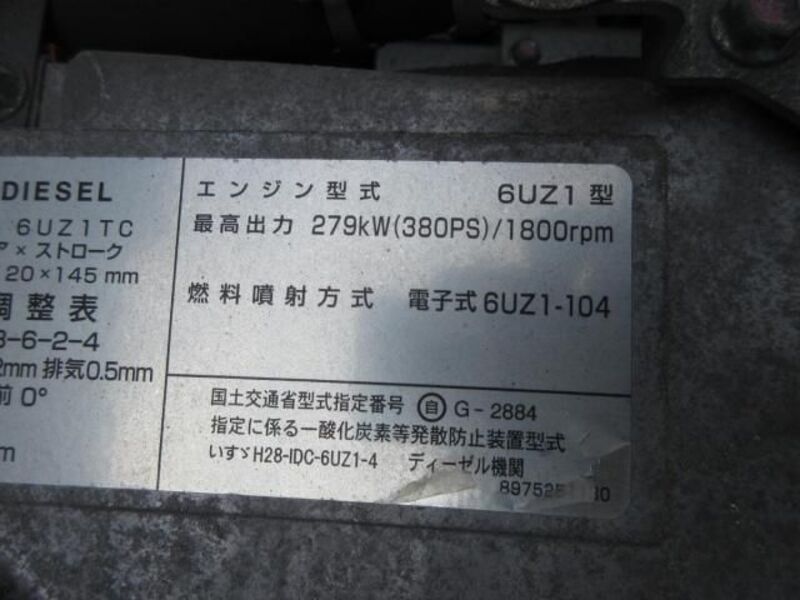 DIESEL
6UZ1TC
ア×ストローク
20×145 mm
調整表
3-6-2-4
2mm 排気0.5mm
前 0°
m
エンジン型式 6UZ1型
最高出力 279kW(380PS)/1800rpm
燃料噴射方式 電子式6UZ1-104
国土交通省型式指定番号 自 G-2884
指定に係る一酸化炭素等発散防止装置型式
いすゞH28-IDC-6UZ1-4 ディーゼル機関